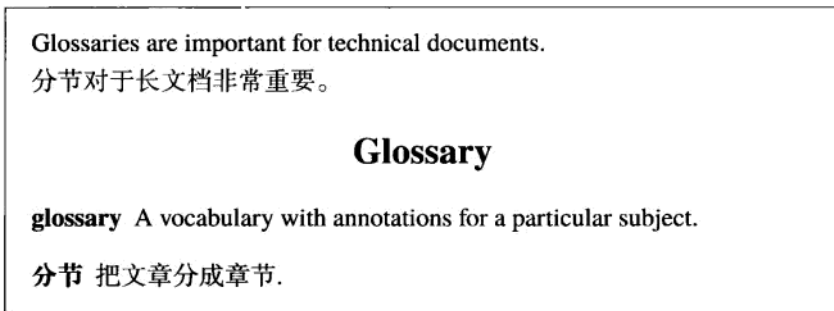 Glossaries are important for technical documents.
分节对于长文档非常重要。
Glossary
glossary A vocabulary with annotations for a particular subject.
分节 把文章分成章节.